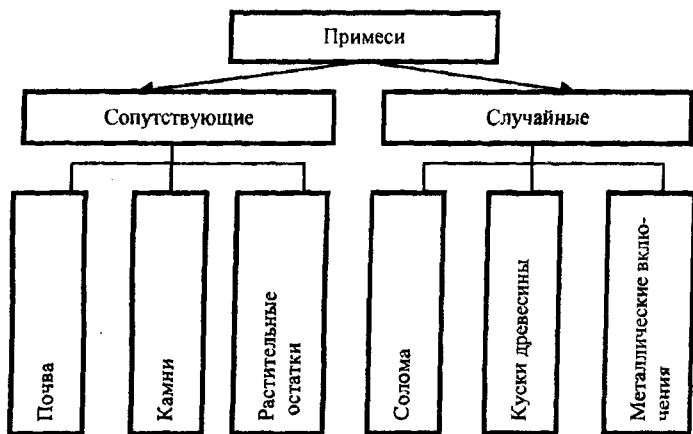 Примеси
Сопутствующие
Случайные
Почва
Камни
Растительные
остатки
Солома
Куски древесины
Металлические вклю-
чения